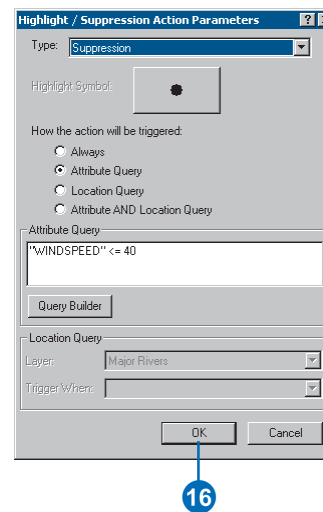 Highlight / Suppression Action Parameters
Type: Suppression
Highlight Symbol:
How the action will be triggered:
Always
Attribute Query
Location Query
Attribute AND Location Query
Attribute Query
"WINDSPEED" <= 40
Query Builder
Location Query
Layer: Major Rivers
Trigger When:
OK Cancel
16